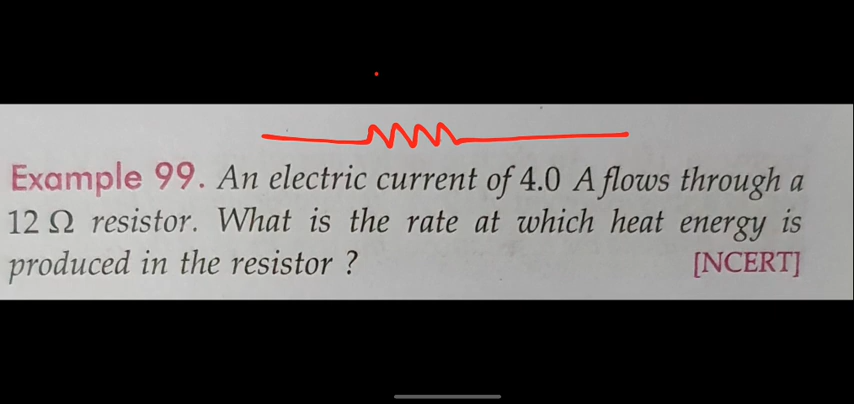 Example 99. An electric current of 4.0 A flows through a
12 Ω resistor. What is the rate at which heat energy is
produced in the resistor ?
[NCERT]